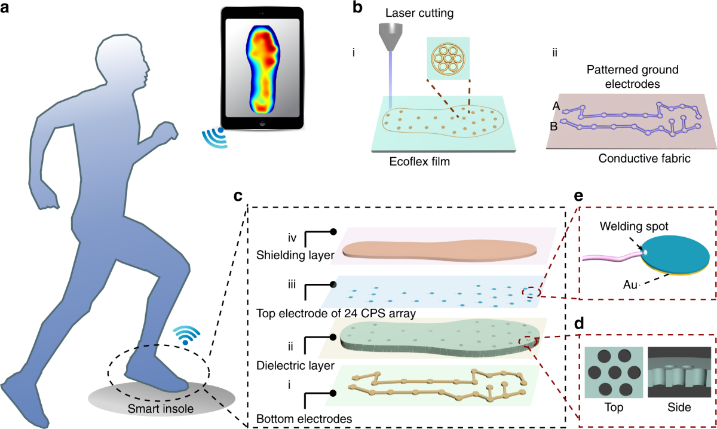 a
Smart insole
b
Laser cutting
i
Ecoflex film
ii
Patterned ground
electrodes
A
B
Conductive fabric
c
iv
Shielding layer
iii
Top electrode of 24 CPS array
ii
Dielectric layer
i
Bottom electrodes
e
Welding spot
Au
d
Top
Side